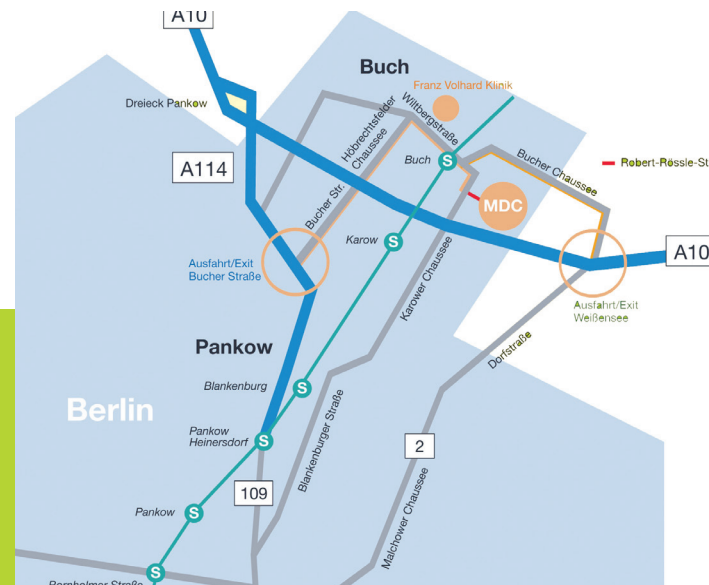 A10
Buch
Franz Volhard Klinik
Dreieck Pankow
Wiltbergstraße
Höbrechtsfelder
Chaussee
A114
Buch
Bucher Chaussee
Robert-Rössle-St
MDC
Bucher Str.
Karow
A10
Ausfahrt/Exit
Bucher Straße
Karower Chaussee
Ausfahrt/Exit
Weißensee
Pankow
Dorfstraße
Blankenburg
Berlin
Pankow
Heinersdorf
Blankenburger Straße
2
109
Malchower Chaussee
Pankow
Bornholmer Straße
S
S
S
S
S
S